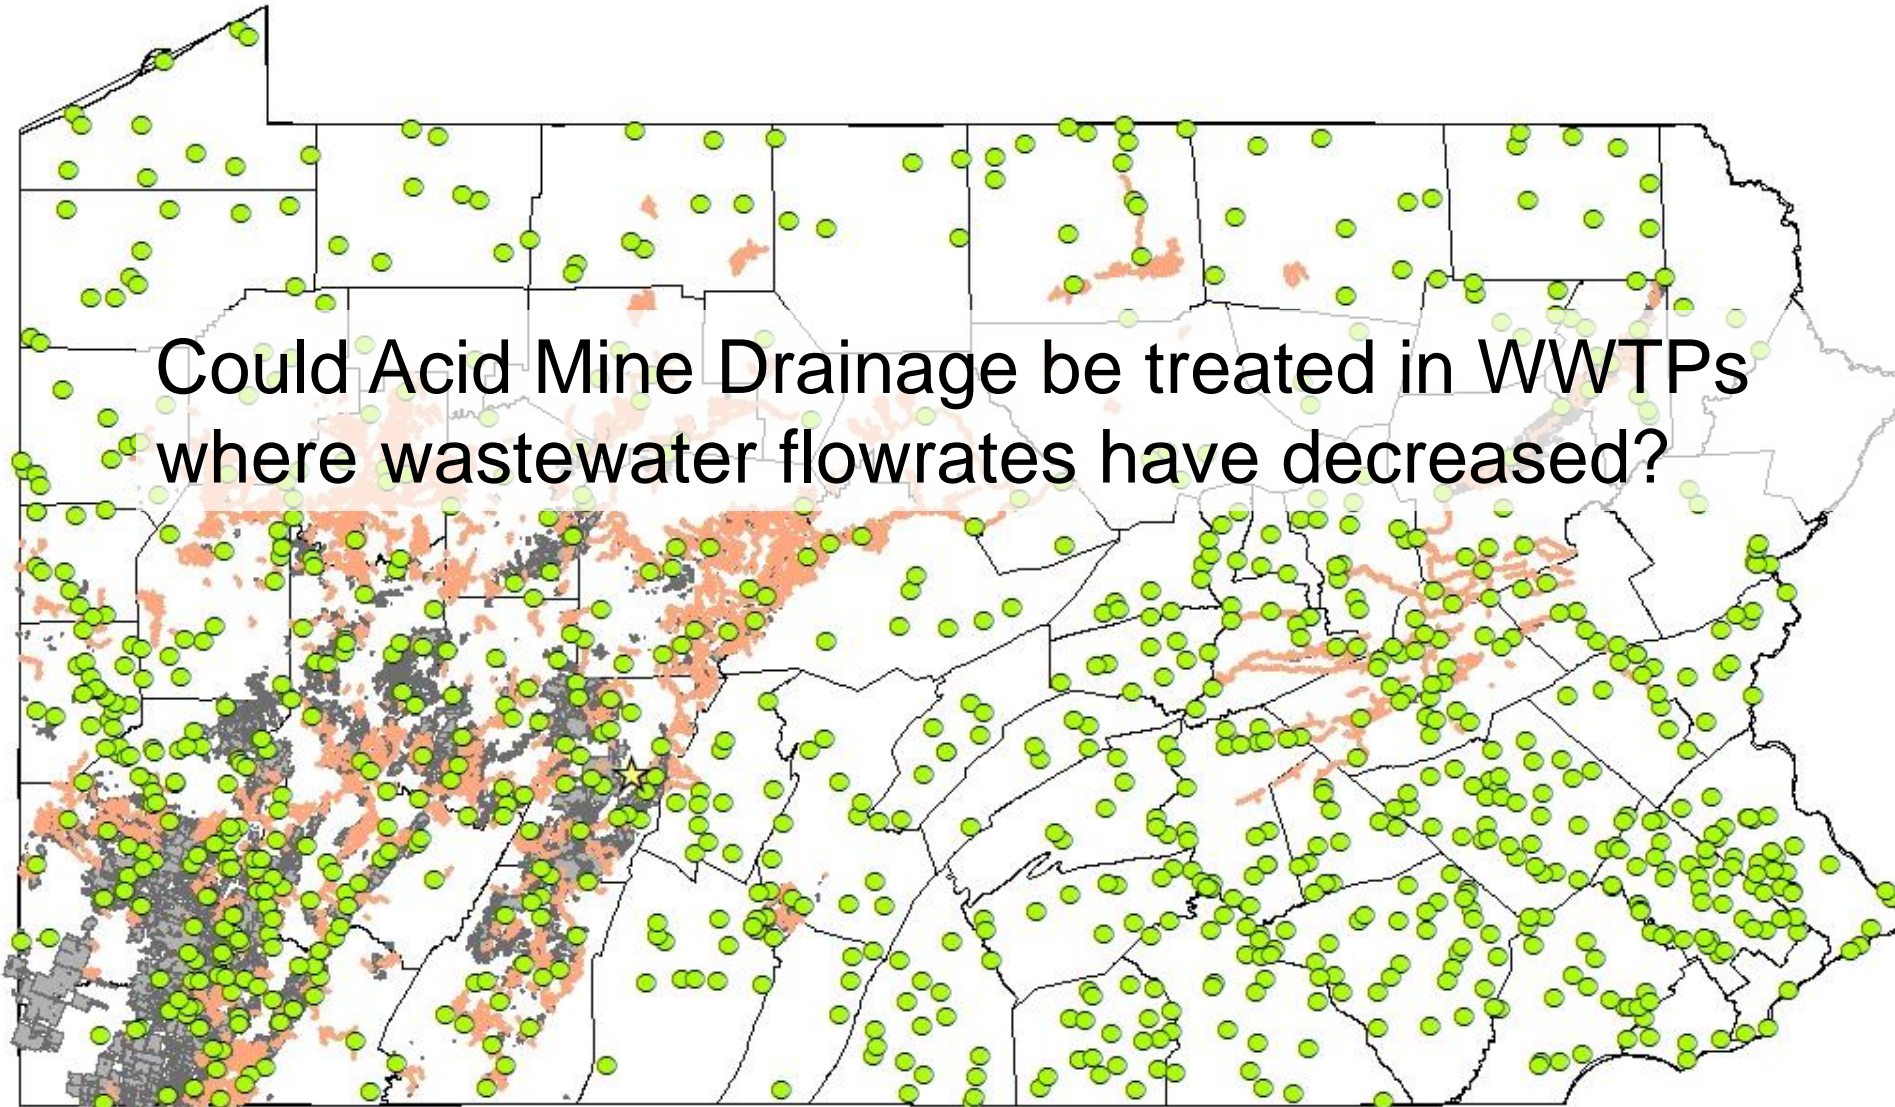 Could Acid Mine Drainage be treated in WWTPs
where wastewater flowrates have decreased?